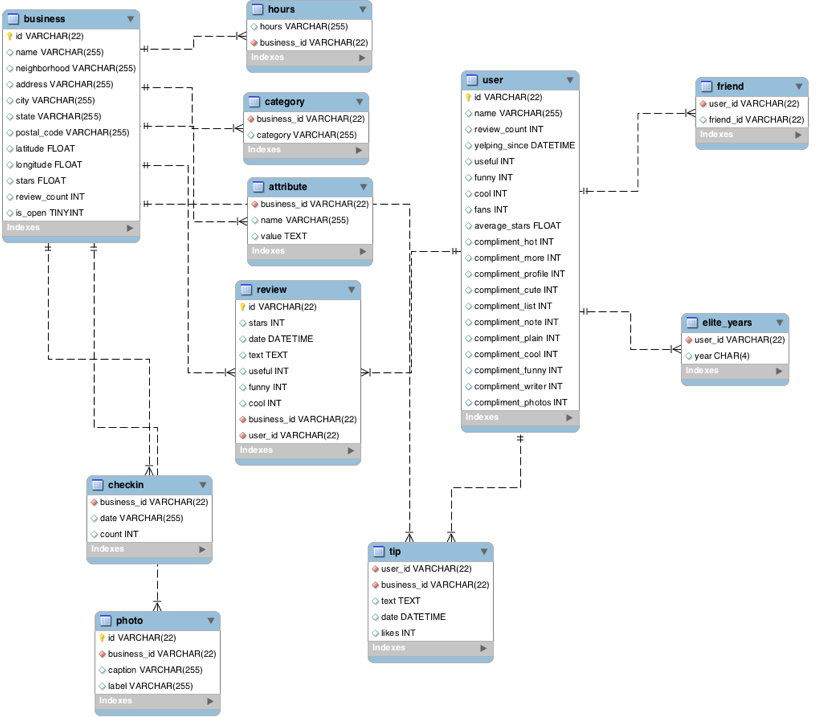 business
id VARCHAR(22)
name VARCHAR(255)
neighborhood VARCHAR(255)
address VARCHAR(255)
city VARCHAR(255)
state VARCHAR(255)
postal_code VARCHAR(255)
latitude FLOAT
longitude FLOAT
stars FLOAT
review_count INT
is_open TINYINT
Indexes
hours
hours VARCHAR(255)
business_id VARCHAR(22)
Indexes
category
business_id VARCHAR(22)
category VARCHAR(255)
Indexes
attribute
business_id VARCHAR(22)
name VARCHAR(255)
value TEXT
Indexes
review
id VARCHAR(22)
stars INT
date DATETIME
text TEXT
useful INT
funny INT
cool INT
business_id VARCHAR(22)
user_id VARCHAR(22)
Indexes
user
id VARCHAR(22)
name VARCHAR(255)
review_count INT
yelping_since DATETIME
useful INT
funny INT
cool INT
fans INT
average_stars FLOAT
compliment_hot INT
compliment_more INT
compliment_profile INT
compliment_cute INT
compliment_list INT
compliment_note INT
compliment_plain INT
compliment_cool INT
compliment_funny INT
compliment_writer INT
compliment_photos INT
Indexes
friend
user_id VARCHAR(22)
friend_id VARCHAR(22)
Indexes
elite_years
user_id VARCHAR(22)
year CHAR(4)
Indexes
checkin
business_id VARCHAR(22)
date VARCHAR(255)
count INT
Indexes
photo
id VARCHAR(22)
business_id VARCHAR(22)
caption VARCHAR(255)
label VARCHAR(255)
Indexes
tip
user_id VARCHAR(22)
business_id VARCHAR(22)
text TEXT
date DATETIME
likes INT
Indexes